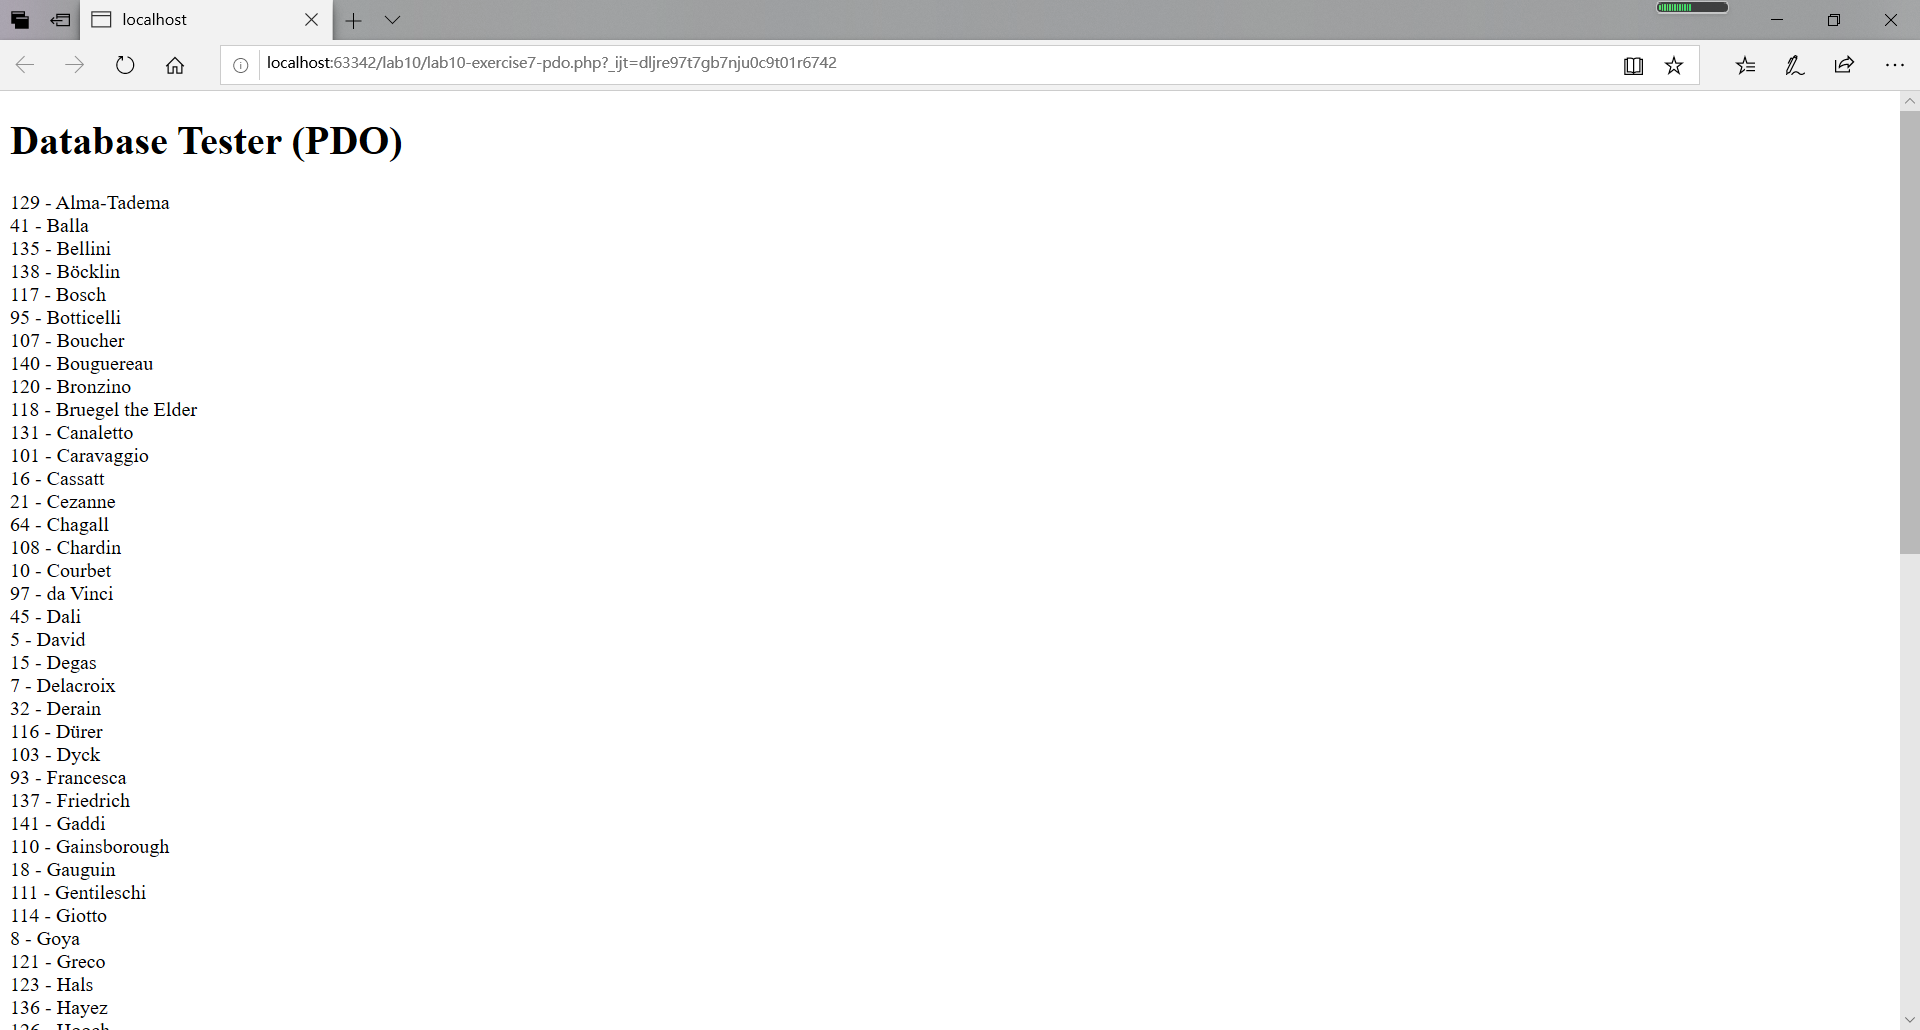 localhost
localhost:63342/lab10/lab10-exercise7-pdo.php?_ijt=dljre97t7gb7nju0c9t01r6742
Database Tester (PDO)
129 - Alma-Tadema
41 - Balla
135 - Bellini
138 - Böcklin
117 - Bosch
95 - Botticelli
107 - Boucher
140 - Bouguereau
120 - Bronzino
118 - Bruegel the Elder
131 - Canaletto
101 - Caravaggio
16 - Cassatt
21 - Cezanne
64 - Chagall
108 - Chardin
10 - Courbet
97 - da Vinci
45 - Dali
5 - David
15 - Degas
7 - Delacroix
32 - Derain
116 - Dürer
103 - Dyck
93 - Francesca
137 - Friedrich
141 - Gaddi
110 - Gainsborough
18 - Gauguin
111 - Gentileschi
114 - Giotto
8 - Goya
121 - Greco
123 - Hals
136 - Hayez
126 - Hooch